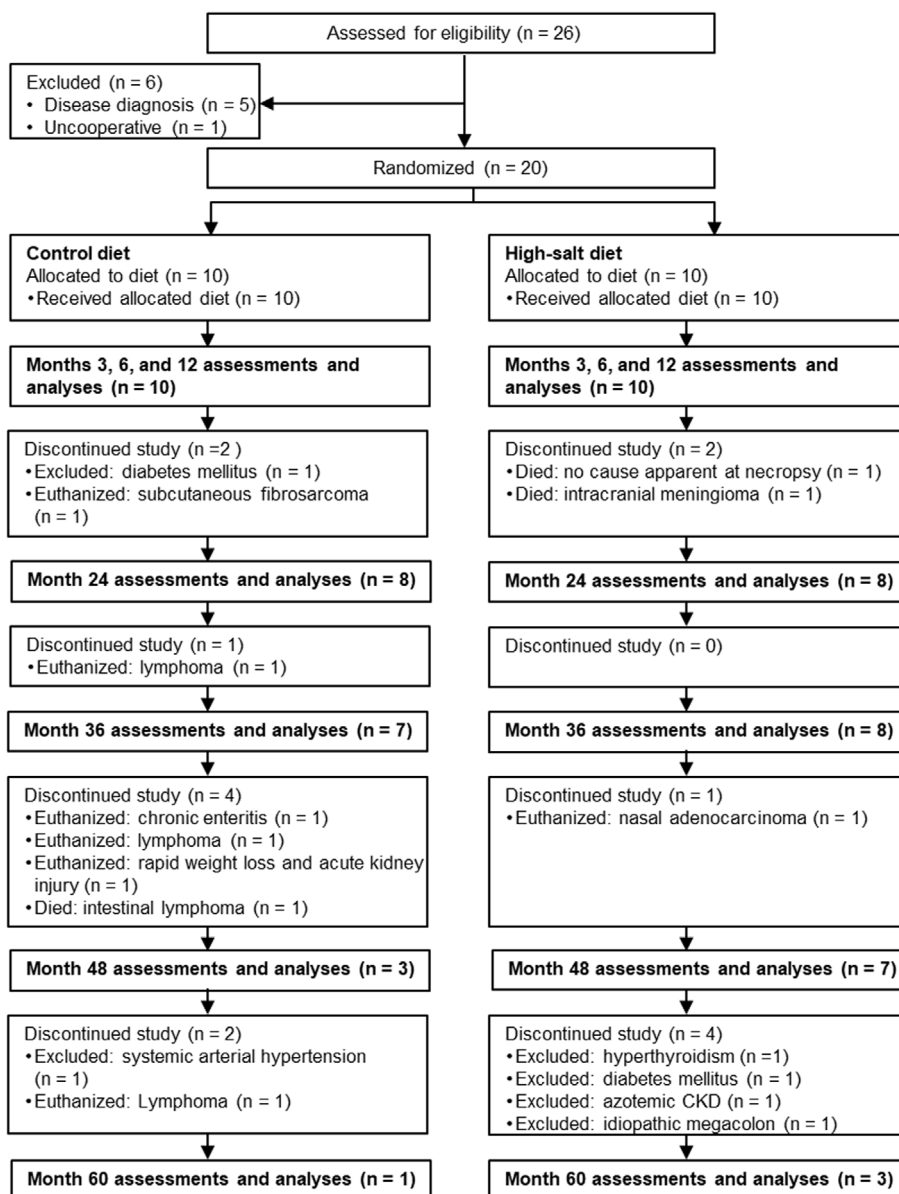 Assessed for eligibility (n = 26)
Excluded (n = 6)
• Disease diagnosis (n = 5)
• Uncooperative (n = 1)
Randomized (n = 20)
Control diet
Allocated to diet (n = 10)
•Received allocated diet (n = 10)
High-salt diet
Allocated to diet (n = 10)
•Received allocated diet (n = 10)
Months 3, 6, and 12 assessments and
analyses (n = 10)
Months 3, 6, and 12 assessments and
analyses (n = 10)
Discontinued study (n =2 )
•Excluded: diabetes mellitus (n = 1)
•Euthanized: subcutaneous fibrosarcoma
(n = 1)
Discontinued study (n = 2)
•Died: no cause apparent at necropsy (n = 1)
•Died: intracranial meningioma (n = 1)
Month 24 assessments and analyses (n = 8)
Month 24 assessments and analyses (n = 8)
Discontinued study (n = 1)
•Euthanized: lymphoma (n = 1)
Discontinued study (n = 0)
Month 36 assessments and analyses (n = 7)
Month 36 assessments and analyses (n = 8)
Discontinued study (n = 4)
•Euthanized: chronic enteritis (n = 1)
•Euthanized: lymphoma (n = 1)
•Euthanized: rapid weight loss and acute kidney
injury (n = 1)
•Died: intestinal lymphoma (n = 1)
Discontinued study (n = 1)
•Euthanized: nasal adenocarcinoma (n = 1)
Month 48 assessments and analyses (n = 3)
Month 48 assessments and analyses (n = 7)
Discontinued study (n = 2)
•Excluded: systemic arterial hypertension
(n = 1)
•Euthanized: Lymphoma (n = 1)
Discontinued study (n = 4)
•Excluded: hyperthyroidism (n =1)
•Excluded: diabetes mellitus (n = 1)
•Excluded: azotemic CKD (n = 1)
•Excluded: idiopathic megacolon (n = 1)
Month 60 assessments and analyses (n = 1)
Month 60 assessments and analyses (n = 3)